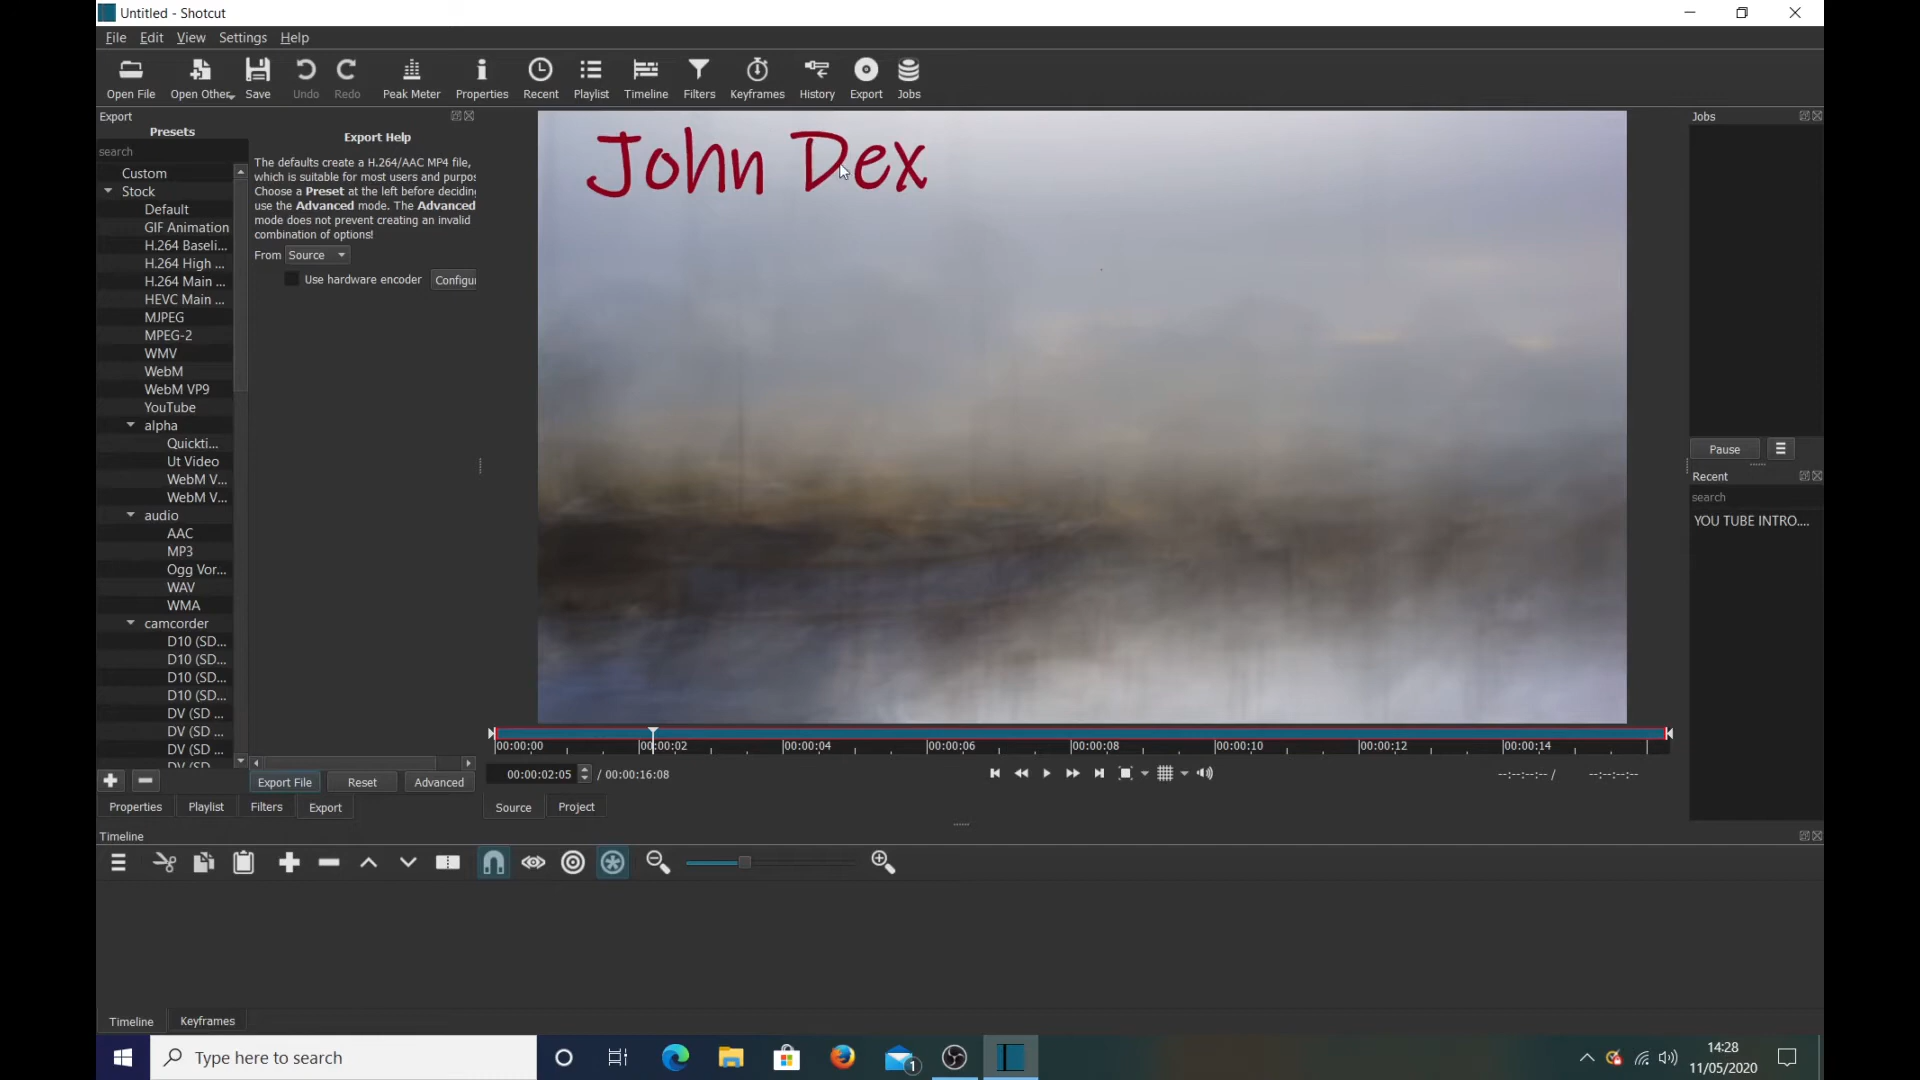 Untitled - Shotcut
File Edit View Settings Help
Open File Open Other Save Undo Redo Peak Meter Properties Recent Playlist Timeline Filters Keyframes History Export Jobs
Export
Presets
search
Custom
Stock
Default
GIF Animation
H.264 Baseli...
H.264 High ...
H.264 Main ...
HEVC Main ...
MJPEG
MPEG-2
WMV
WebM
WebM VP9
YouTube
alpha
Quickti...
Ut Video
WebM V...
WebM V...
audio
AAC
MP3
Ogg Vor...
WAV
WMA
camcorder
D10 (SD...
D10 (SD...
D10 (SD...
D10 (SD...
DV (SD ...
DV (SD ...
DV (SD ...
DV (SD ...
Export Help
The defaults create a H.264/AAC MP4 file,
which is suitable for most users and purpos
Choose a Preset at the left before decidin
use the Advanced mode. The Advanced
mode does not prevent creating an invalid
combination of options!
From Source
Use hardware encoder Configu
Export File Reset Advanced
Properties Playlist Filters Export
John Dex
00:00:00 00:00:02 00:00:04 00:00:06 00:00:08 00:00:10 00:00:12 00:00:14
00:00:02:05 / 00:00:16:08 --:--:--:-- / --:--:--:--
Source Project
Jobs
Pause
Recent
search
YOU TUBE INTRO....
Timeline
Timeline Keyframes
Type here to search
1
14:28
11/05/2020